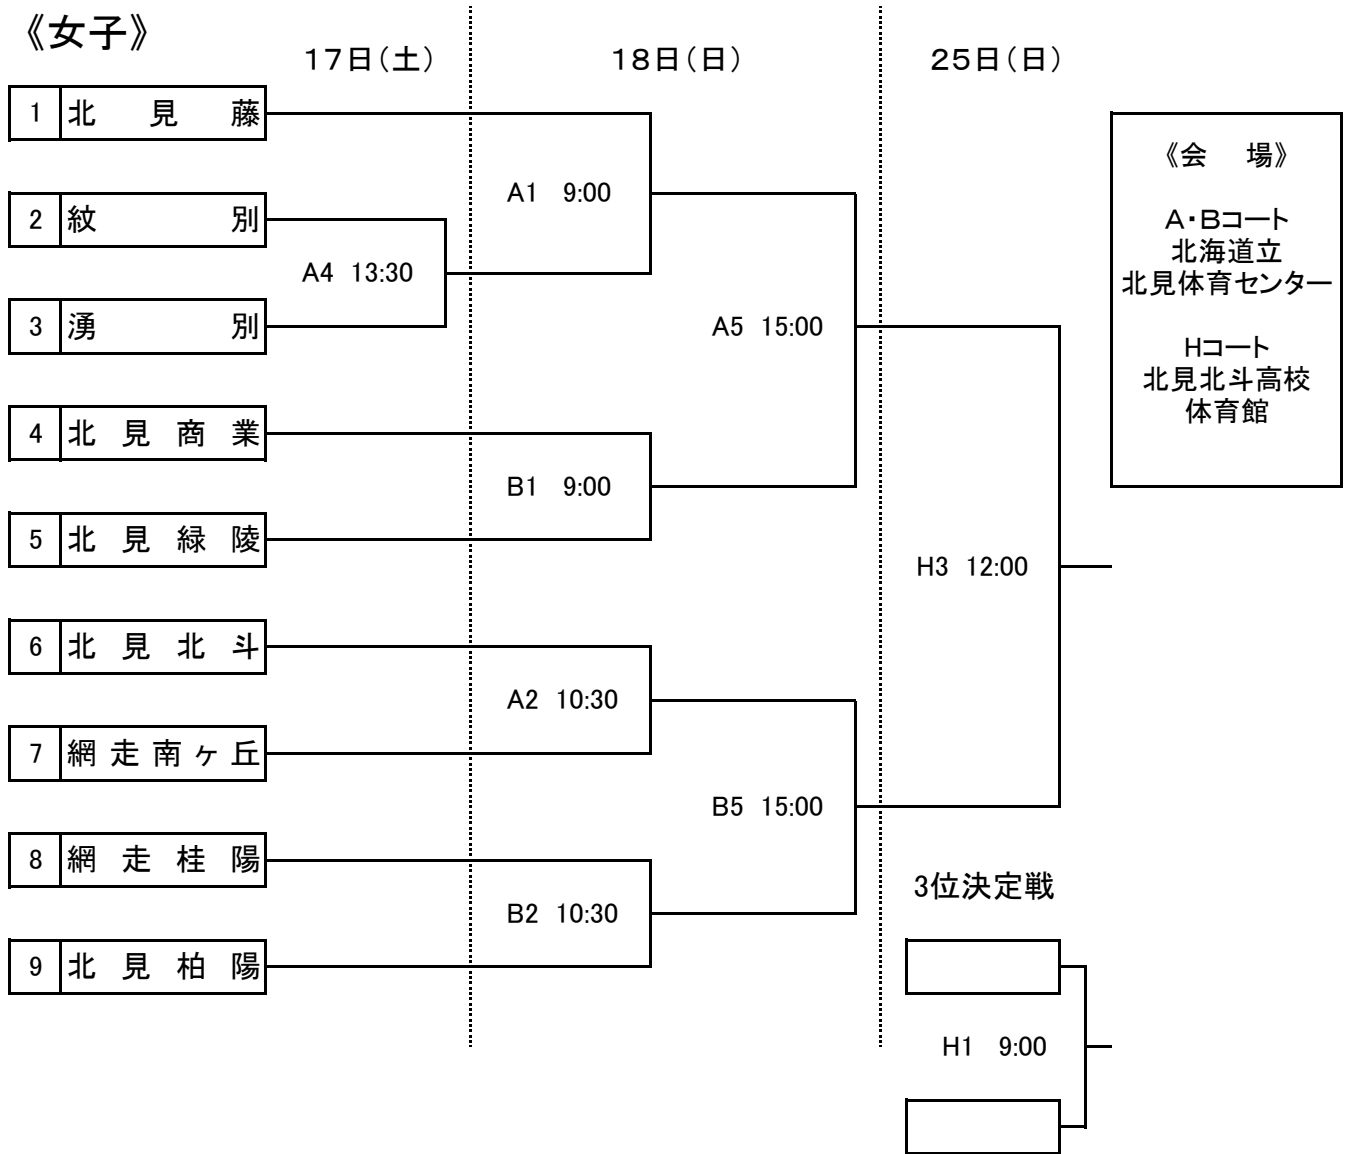 《女子》
17日(土)
18日(日)
25日(日)
1 北見藤
2 紋別
3 湧別
4 北見商業
5 北見緑陵
6 北見北斗
7 網走南ヶ丘
8 網走桂陽
9 北見柏陽
A4 13:30
A1 9:00
B1 9:00
A2 10:30
B2 10:30
A5 15:00
B5 15:00
H3 12:00
3位決定戦
H1 9:00
《会 場》
A・Bコート
北海道立
北見体育センター
Hコート
北見北斗高校
体育館